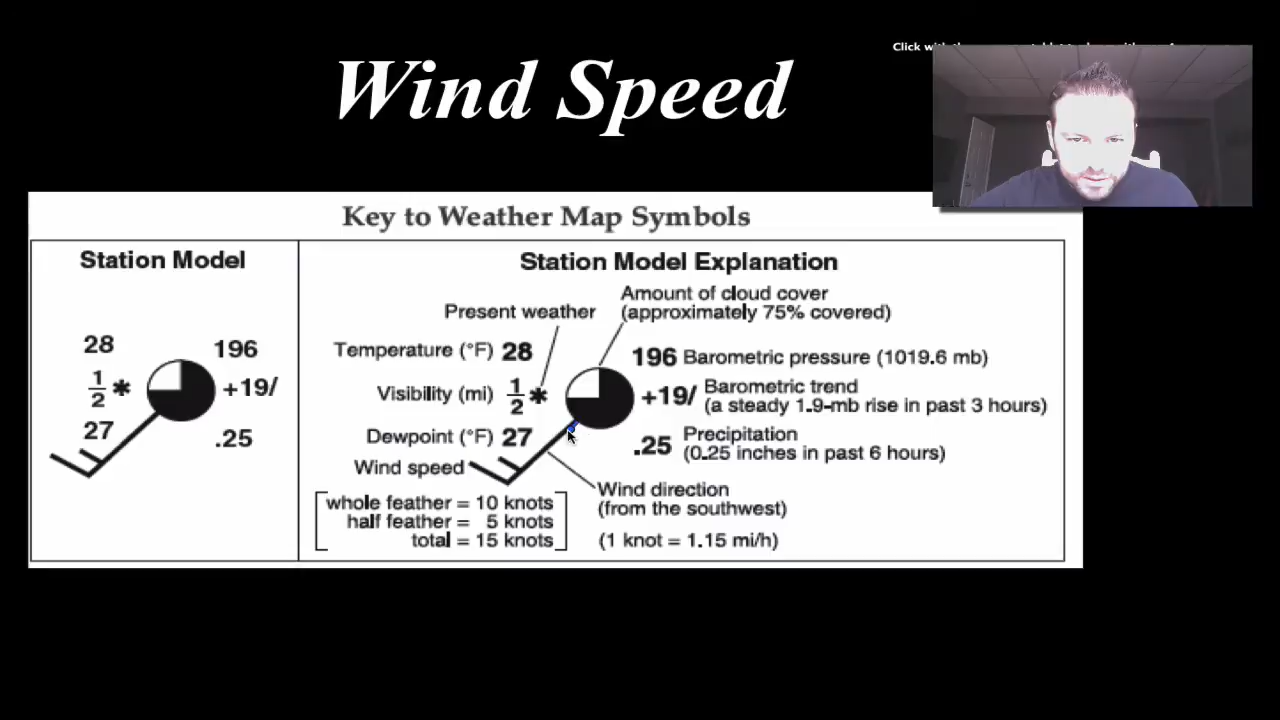 Click with
Wind Speed
Key to Weather Map Symbols
Station Model
28
196
1/2 *
+19/
27
.25
Station Model Explanation
Amount of cloud cover
(approximately 75% covered)
Present weather
Temperature (°F) 28
196 Barometric pressure (1019.6 mb)
Visibility (mi) 1/2 *
+19/ Barometric trend
(a steady 1.9-mb rise in past 3 hours)
Dewpoint (°F) 27
.25 Precipitation
(0.25 inches in past 6 hours)
Wind speed
whole feather = 10 knots
half feather = 5 knots
total = 15 knots
Wind direction
(from the southwest)
(1 knot = 1.15 mi/h)